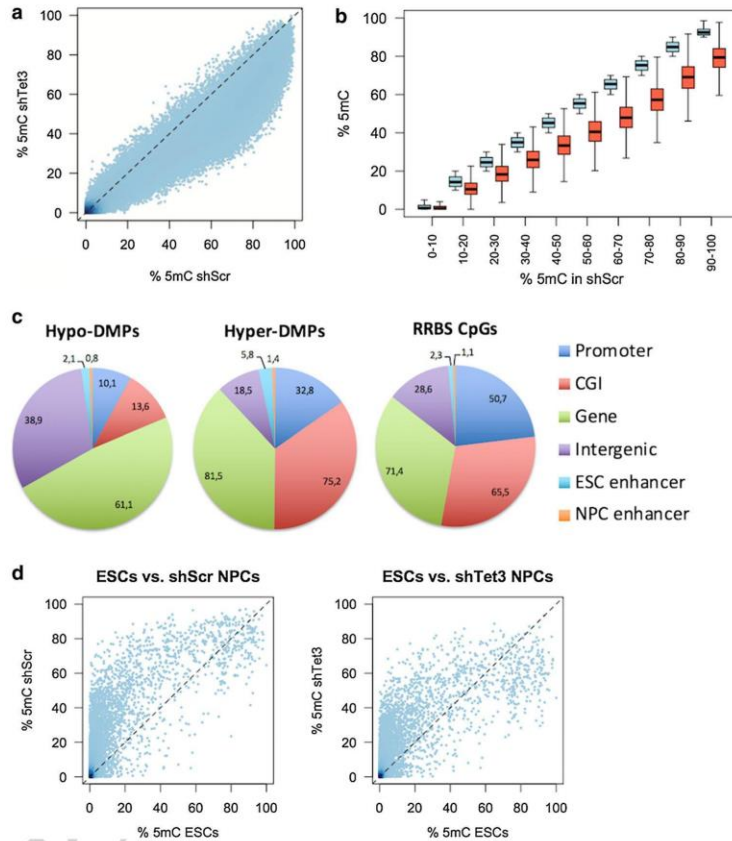 a
100
80
60
40
20
0
% 5mC shTet3
0 20 40 60 80 100
% 5mC shScr
b
100
80
60
40
20
0
% 5mC
0-10 10-20 20-30 30-40 40-50 50-60 60-70 70-80 80-90 90-100
% 5mC in shScr
c
Hypo-DMPs
2,1 0,8
10,1
13,6
38,9
61,1
Hyper-DMPs
5,8 1,4
18,5
32,8
81,5
75,2
RRBS CpGs
2,3 1,1
28,6
50,7
71,4
65,5
Promoter
CGI
Gene
Intergenic
ESC enhancer
NPC enhancer
d
ESCs vs. shScr NPCs
100
80
60
40
20
0
% 5mC shScr
0 20 40 60 80 100
% 5mC ESCs
ESCs vs. shTet3 NPCs
100
80
60
40
20
0
% 5mC shTet3
0 20 40 60 80 100
% 5mC ESCs